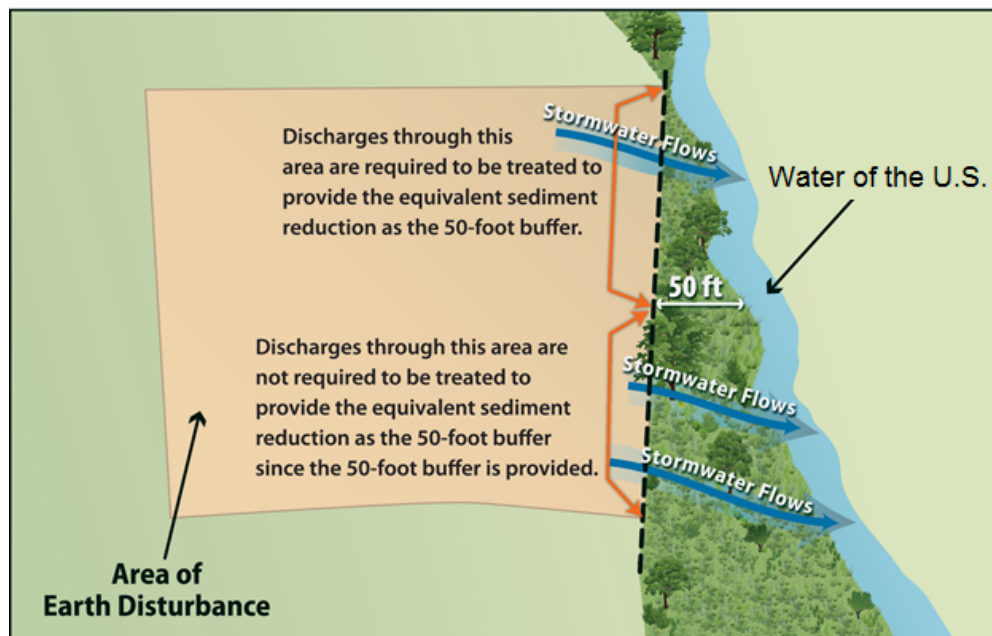 Discharges through this
area are required to be treated to
provide the equivalent sediment
reduction as the 50-foot buffer.
Stormwater Flows
Water of the U.S.
50 ft
Discharges through this area are
not required to be treated to
provide the equivalent sediment
reduction as the 50-foot buffer
since the 50-foot buffer is provided.
Stormwater Flows
Stormwater Flows
Area of
Earth Disturbance